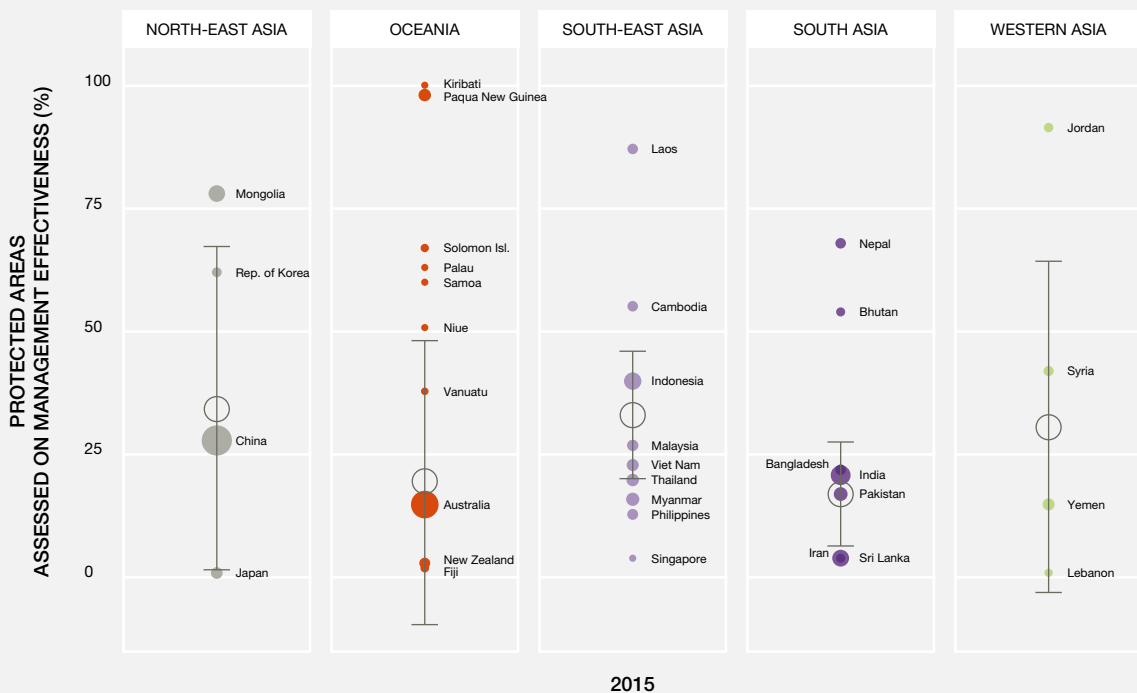 NORTH-EAST ASIA
OCEANIA
SOUTH-EAST ASIA
SOUTH ASIA
WESTERN ASIA
PROTECTED AREAS
ASSESSED ON MANAGEMENT EFFECTIVENESS (%)
100
75
50
25
0
Mongolia
Rep. of Korea
China
Japan
Kiribati
Paqua New Guinea
Solomon Isl.
Palau
Samoa
Niue
Vanuatu
Australia
New Zealand
Fiji
Laos
Cambodia
Indonesia
Malaysia
Viet Nam
Thailand
Myanmar
Philippines
Singapore
Nepal
Bhutan
Bangladesh
India
Pakistan
Iran
Sri Lanka
Jordan
Syria
Yemen
Lebanon
2015